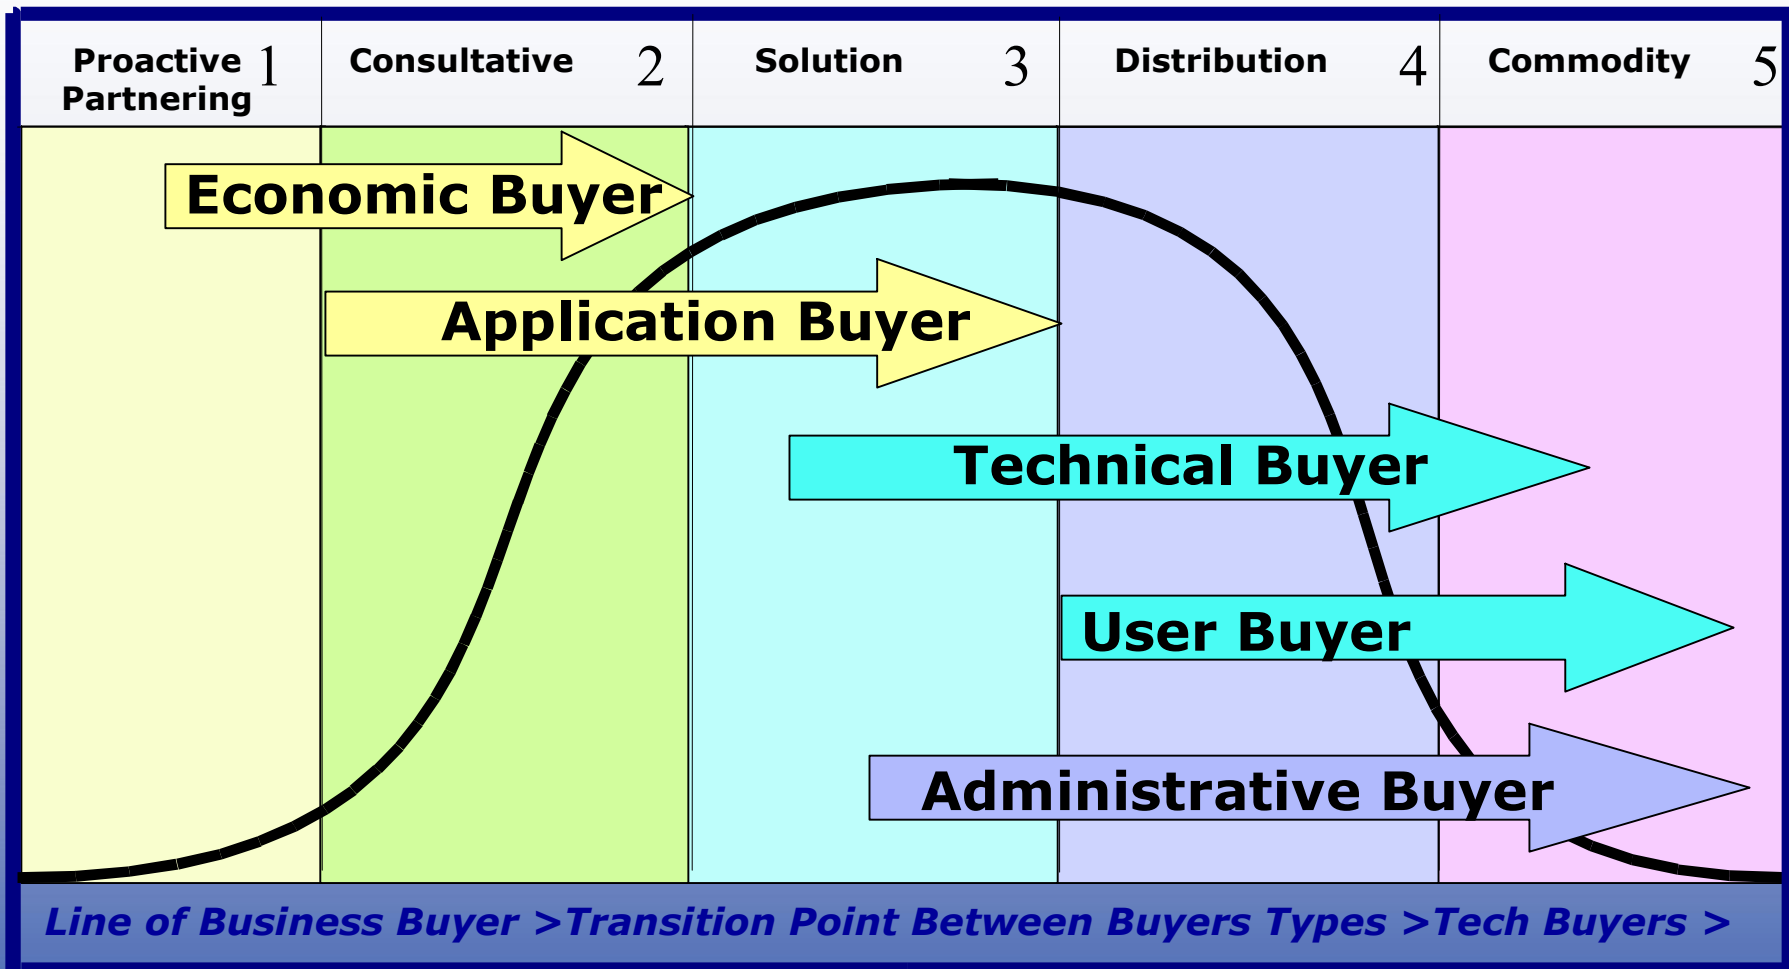 Proactive 1
Partnering
Consultative 2
Solution 3
Distribution 4
Commodity 5
Economic Buyer
Application Buyer
Technical Buyer
User Buyer
Administrative Buyer
Line of Business Buyer >Transition Point Between Buyers Types >Tech Buyers >